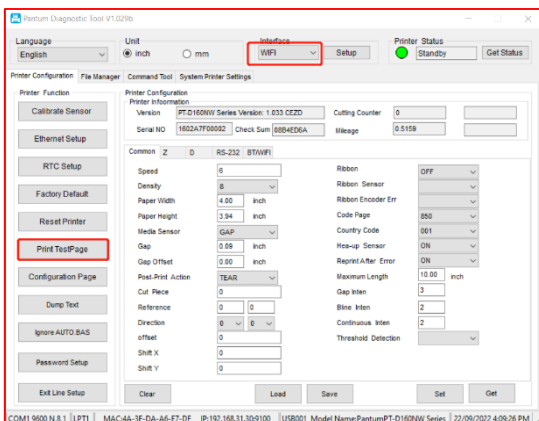 Pantum Diagnostic Tool V1.029b
Language
Unit
Interface
Printer Status
English
inch
mm
WIFI
Setup
Standby
Get Status
Printer Configuration File Manager Command Tool System Printer Settings
Printer Function
Calibrate Sensor
Ethernet Setup
RTC Setup
Factory Default
Reset Printer
Print TestPage
Configuration Page
Dump Text
Ignore AUTO.BAS
Password Setup
Exit Line Setup
Printer Configuration
Printer Infoormation
Version PT-D160NW Series Version: 1.033 CEZD Cutting Counter 0
Serial NO 1602A7F00002 Check Sum 08B4ED6A Mileage 0.5159
Common Z D RS-232 BT/WIFI
Speed 6
Density 8
Paper Width 4.00 inch
Paper Height 3.94 inch
Media Sensor GAP
Gap 0.09 inch
Gap Offset 0.00 inch
Post-Print Action TEAR
Cut Piece 0
Reference 0 0
Direction 0 0
offset 0
Shift X 0
Shift Y 0
Ribbon OFF
Ribbon Sensor
Ribbon Encoder Err
Code Page 850
Country Code 001
Hea-up Sensor ON
Reprint After Error ON
Maximum Length 10.00 inch
Gap Inten 3
Bline Inten 2
Continuous Inten 2
Threshold Detection
Clear
Load
Save
Set
Get
COM1 9600,N,8,1 LPT1 MAC:4A-3F-DA-A6-F7-DF IP:192.168.31.30:9100 USB001 Model Name:PantumPT-D160NW Series 22/09/2022 4:09:26 PM